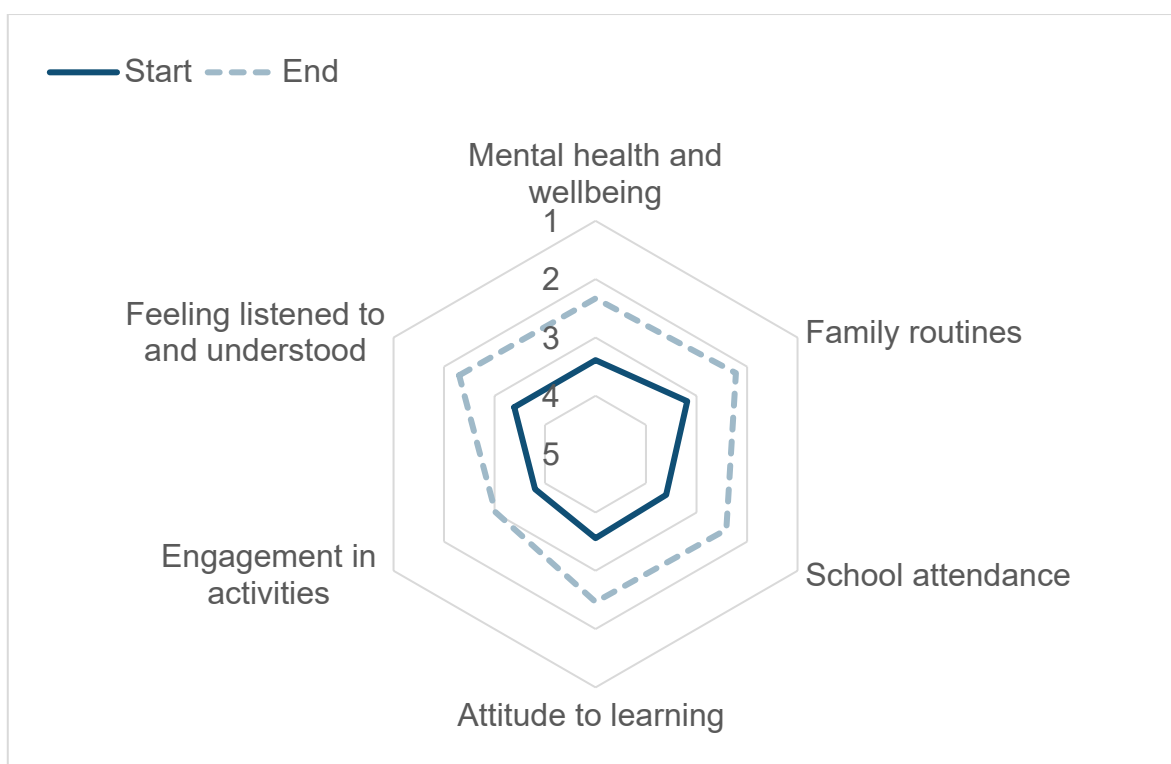 Start End
Mental health and
wellbeing
1
2
3
4
5
Family routines
School attendance
Attitude to learning
Engagement in
activities
Feeling listened to
and understood